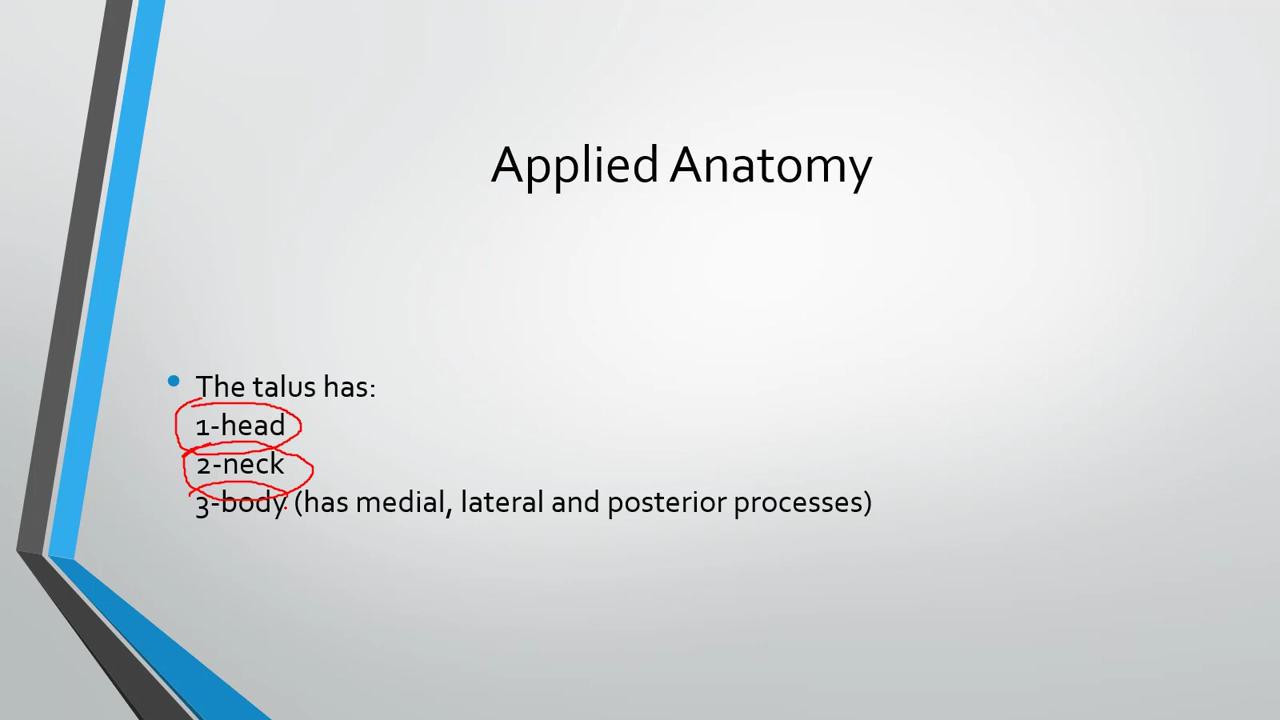 Applied Anatomy
• The talus has:
1-head
2-neck
3-body (has medial, lateral and posterior processes)